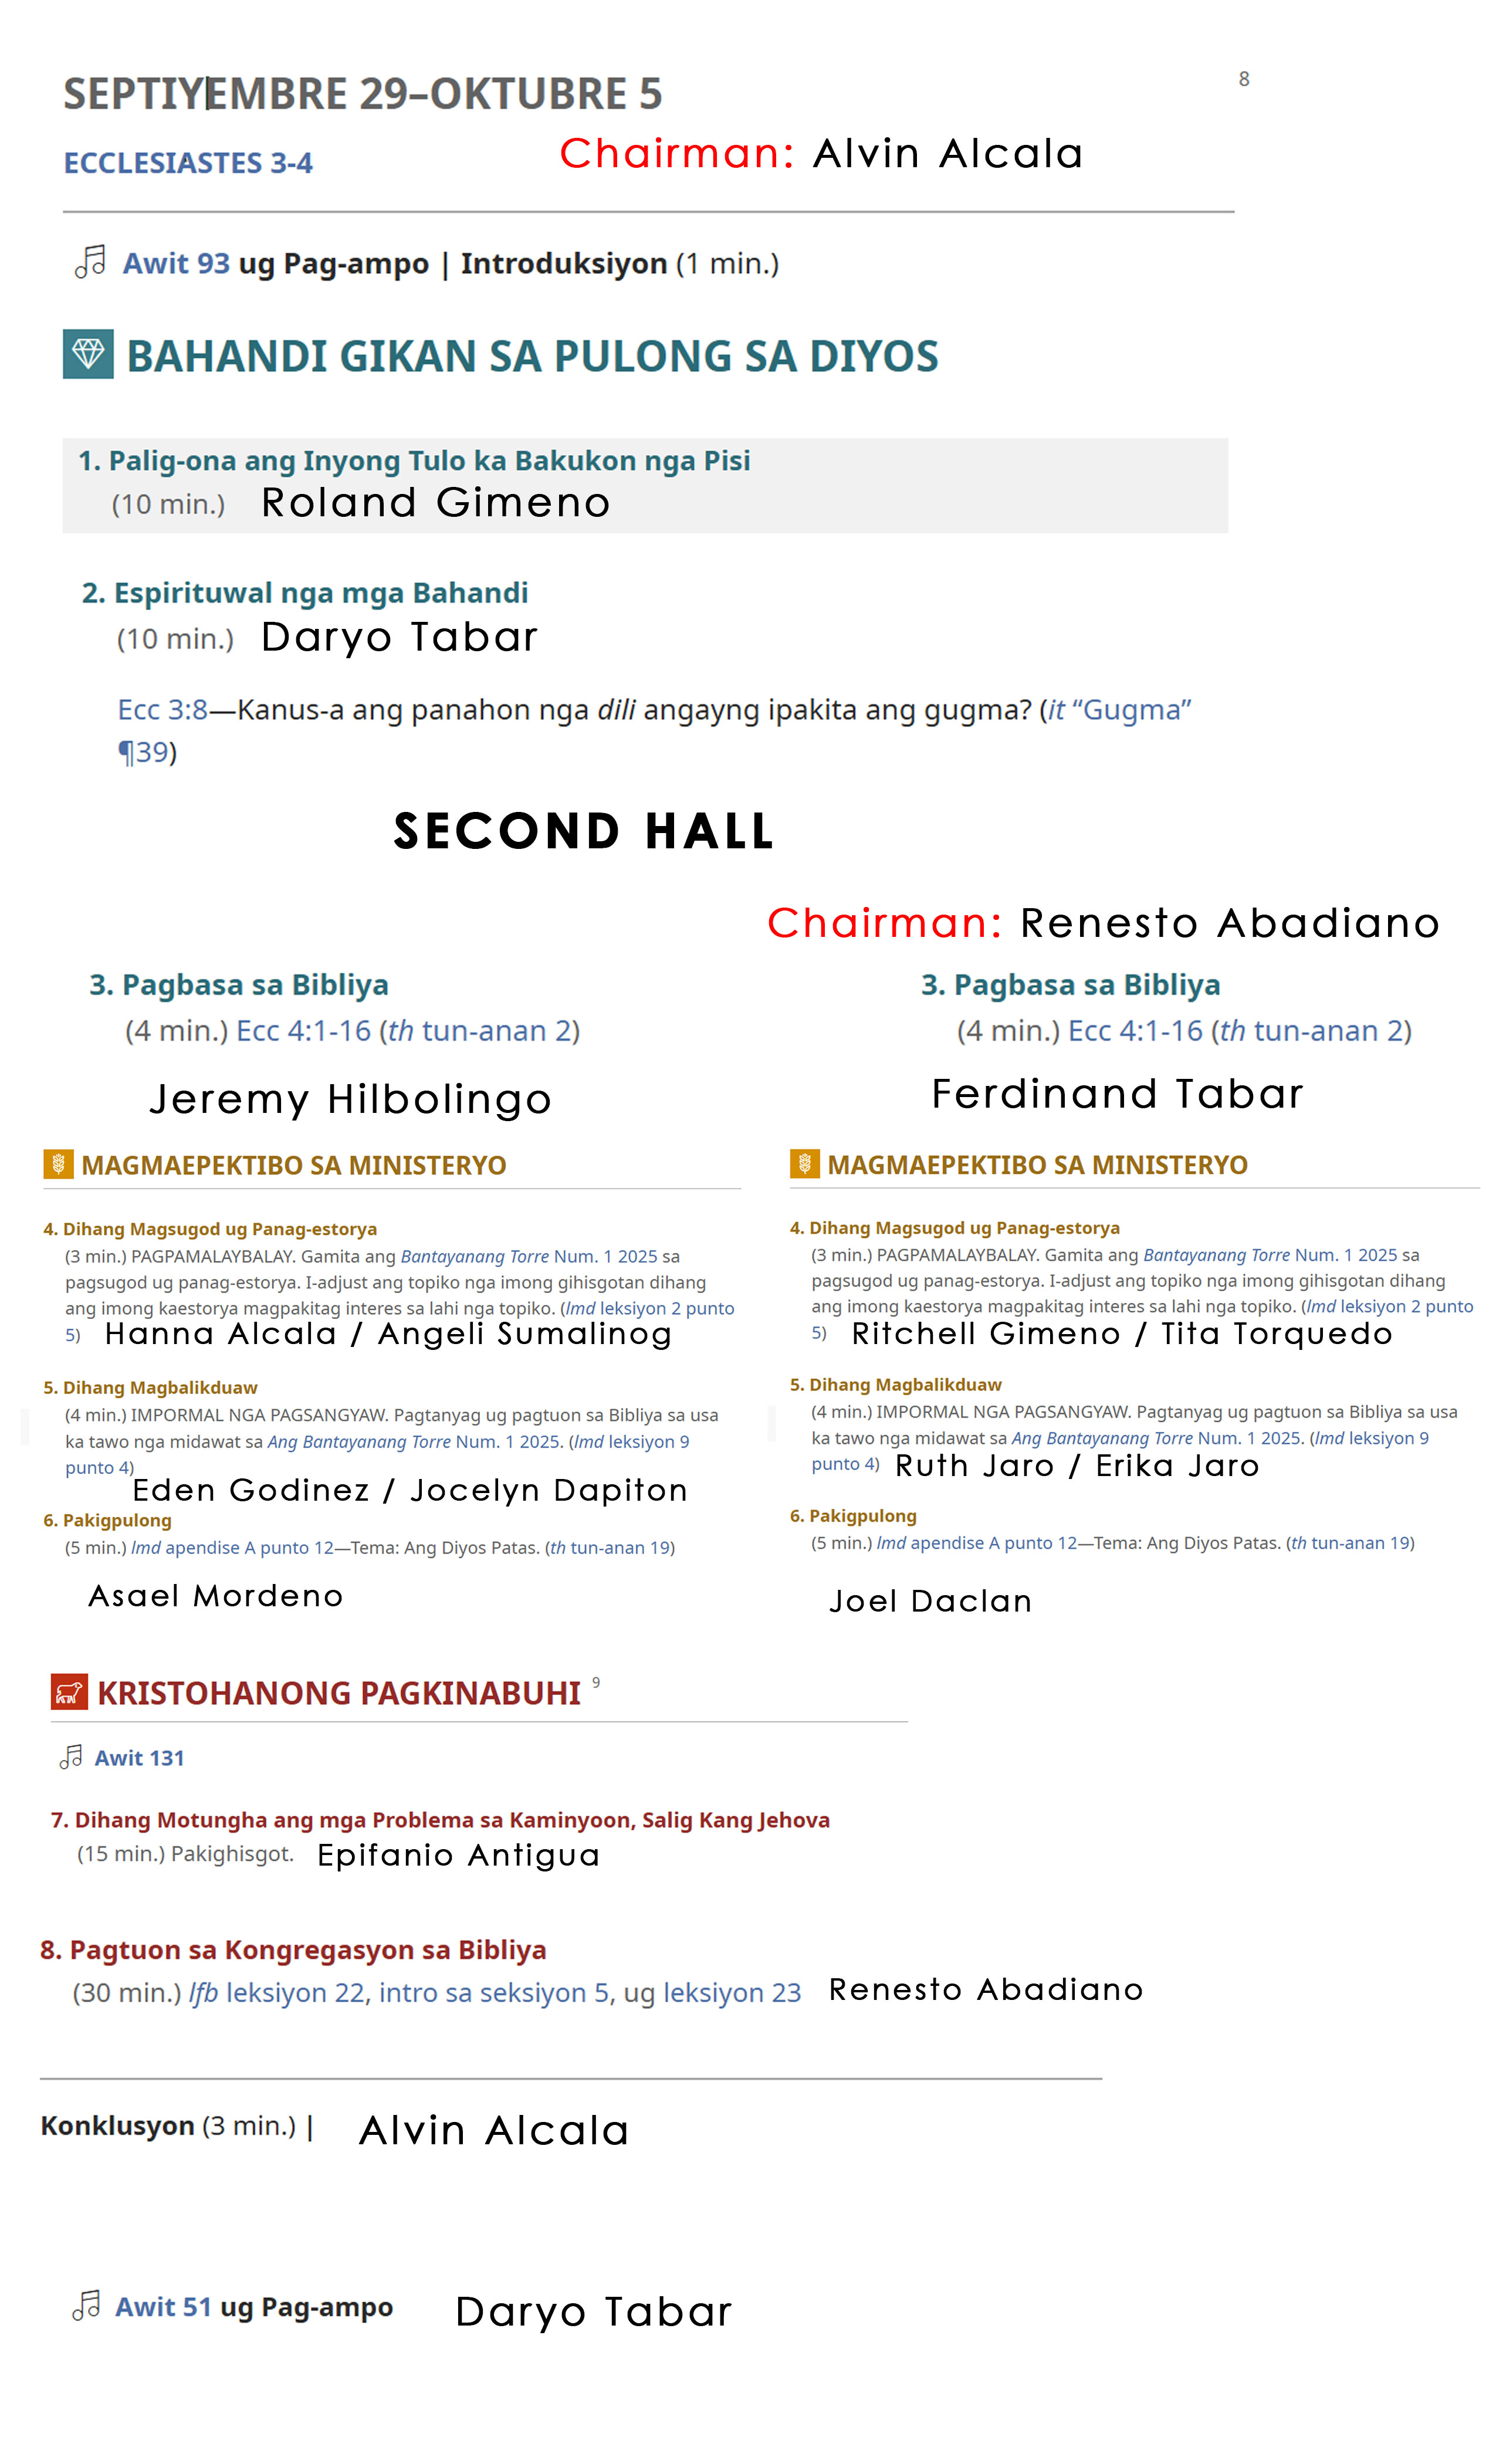 SEPTIYEMBRE 29–OKTUBRE 5
8
ECCLESIASTES 3-4
Chairman: Alvin Alcala
Awit 93 ug Pag-ampo | Introduksiyon (1 min.)
BAHANDI GIKAN SA PULONG SA DIYOS
1. Palig-ona ang Inyong Tulo ka Bakukon nga Pisi
(10 min.) Roland Gimeno
2. Espirituwal nga mga Bahandi
(10 min.) Daryo Tabar
Ecc 3:8—Kanus-a ang panahon nga dili angayng ipakita ang gugma? (it “Gugma”
¶39)
SECOND HALL
Chairman: Renesto Abadiano
3. Pagbasa sa Bibliya
(4 min.) Ecc 4:1-16 (th tun-anan 2)
Jeremy Hilbolingo
MAGMAEPEKTIBO SA MINISTERYO
4. Dihang Magsugod ug Panag-estorya
(3 min.) PAGPAMALAYBALAY. Gamita ang Bantayanang Torre Num. 1 2025 sa
pagsugod ug panag-estorya. I-adjust ang topiko nga imong gihisgotan dihang
ang imong kaestorya magpakitag interes sa lahi nga topiko. (lmd leksiyon 2 punto
5) Hanna Alcala / Angeli Sumalinog
5. Dihang Magbalikduaw
(4 min.) IMPORMAL NGA PAGSANGYAW. Pagtanyag ug pagtuon sa Bibliya sa usa
ka tawo nga midawat sa Ang Bantayanang Torre Num. 1 2025. (lmd leksiyon 9
punto 4)
Eden Godinez / Jocelyn Dapiton
6. Pakigpulong
(5 min.) lmd apendise A punto 12—Tema: Ang Diyos Patas. (th tun-anan 19)
Asael Mordeno
3. Pagbasa sa Bibliya
(4 min.) Ecc 4:1-16 (th tun-anan 2)
Ferdinand Tabar
MAGMAEPEKTIBO SA MINISTERYO
4. Dihang Magsugod ug Panag-estorya
(3 min.) PAGPAMALAYBALAY. Gamita ang Bantayanang Torre Num. 1 2025 sa
pagsugod ug panag-estorya. I-adjust ang topiko nga imong gihisgotan dihang
ang imong kaestorya magpakitag interes sa lahi nga topiko. (lmd leksiyon 2 punto
5) Ritchell Gimeno / Tita Torquedo
5. Dihang Magbalikduaw
(4 min.) IMPORMAL NGA PAGSANGYAW. Pagtanyag ug pagtuon sa Bibliya sa usa
ka tawo nga midawat sa Ang Bantayanang Torre Num. 1 2025. (lmd leksiyon 9
punto 4) Ruth Jaro / Erika Jaro
6. Pakigpulong
(5 min.) lmd apendise A punto 12—Tema: Ang Diyos Patas. (th tun-anan 19)
Joel Daclan
KRISTOHANONG PAGKINABUHI 9
Awit 131
7. Dihang Motungha ang mga Problema sa Kaminyoon, Salig Kang Jehova
(15 min.) Pakighisgot. Epifanio Antigua
8. Pagtuon sa Kongregasyon sa Bibliya
(30 min.) lfb leksiyon 22, intro sa seksiyon 5, ug leksiyon 23 Renesto Abadiano
Konklusyon (3 min.) | Alvin Alcala
Awit 51 ug Pag-ampo Daryo Tabar